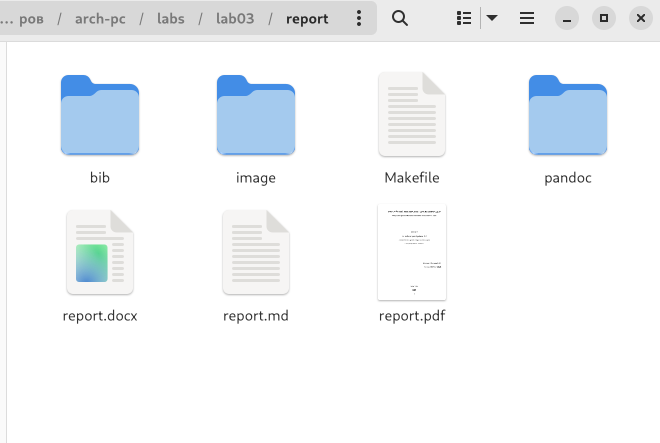 … ров / arch-pc / labs / lab03 / report
bib
image
Makefile
pandoc
report.docx
report.md
report.pdf